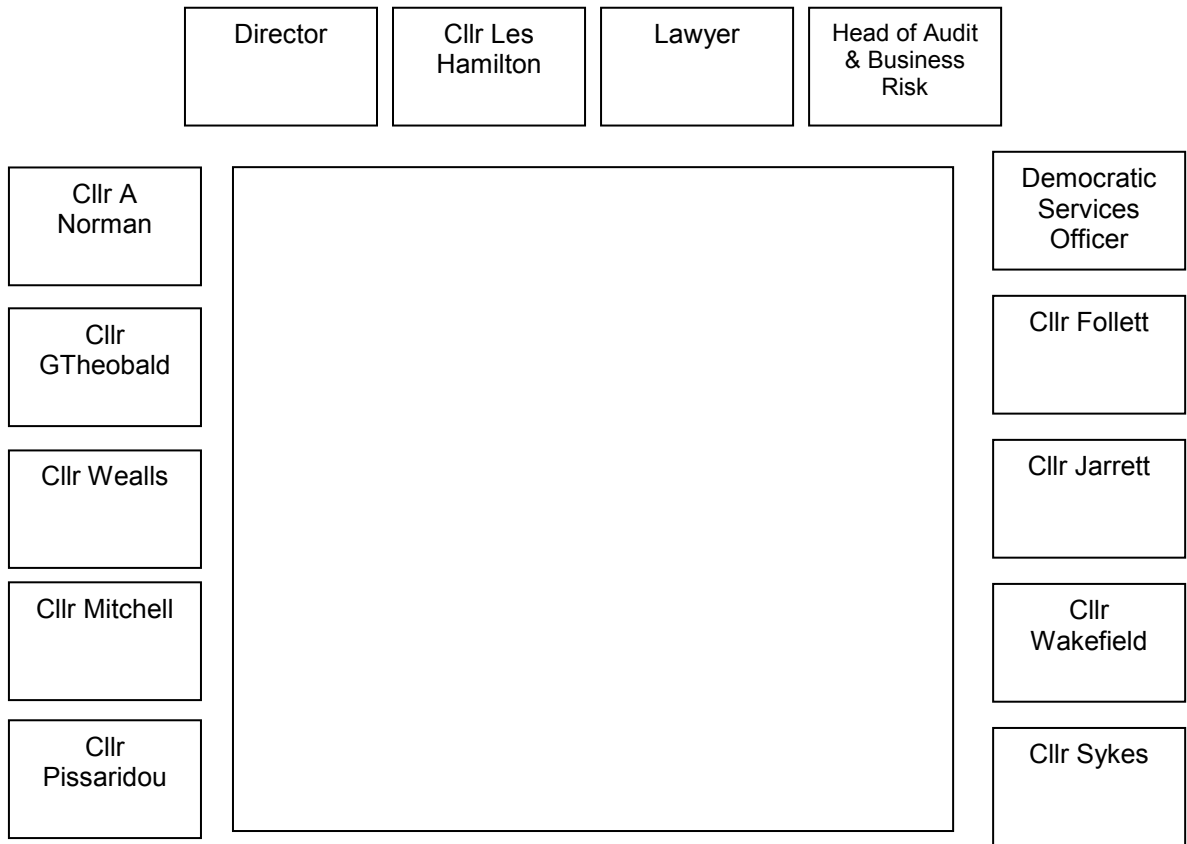 Director
Cllr Les
Hamilton
Lawyer
Head of Audit
& Business
Risk
Cllr A
Norman
Cllr
GTheobald
Cllr Wealls
Cllr Mitchell
Cllr
Pissaridou
Democratic
Services
Officer
Cllr Follett
Cllr Jarrett
Cllr
Wakefield
Cllr Sykes